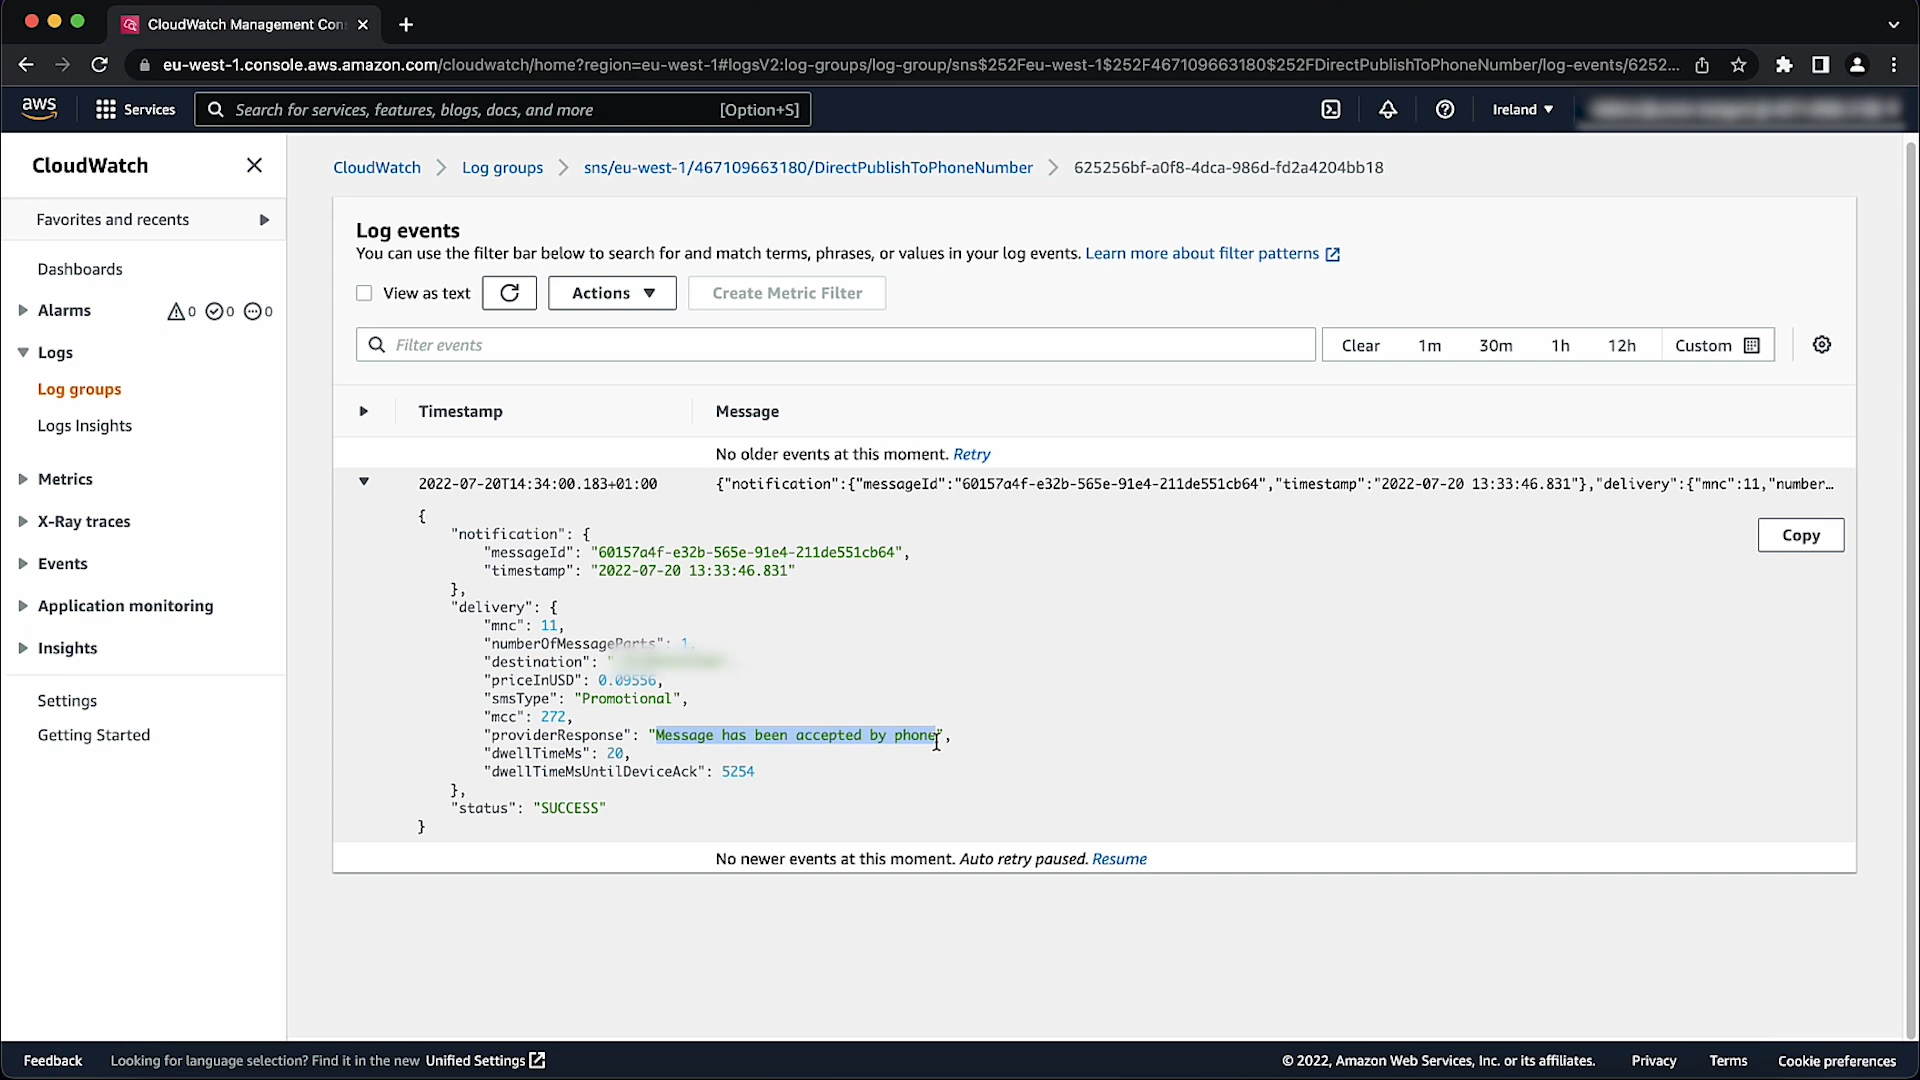 CloudWatch Management Con
eu-west-1.console.aws.amazon.com/cloudwatch/home?region=eu-west-1#logsV2:log-groups/log-group/sns$252Feu-west-1$252F467109663180$252FDirectPublishToPhoneNumber/log-events/6252...
aws
Services
Search for services, features, blogs, docs, and more
[Option+S]
Ireland
CloudWatch
Favorites and recents
Dashboards
Alarms
0
0
0
Logs
Log groups
Logs Insights
Metrics
X-Ray traces
Events
Application monitoring
Insights
Settings
Getting Started
CloudWatch
Log groups
sns/eu-west-1/467109663180/DirectPublishToPhoneNumber
625256bf-a0f8-4dca-986d-fd2a4204bb18
Log events
You can use the filter bar below to search for and match terms, phrases, or values in your log events. Learn more about filter patterns
View as text
Actions
Create Metric Filter
Filter events
Clear
1m
30m
1h
12h
Custom
Timestamp
Message
No older events at this moment. Retry
2022-07-20T14:34:00.183+01:00
{"notification":{"messageId":"60157a4f-e32b-565e-91e4-211de551cb64","timestamp":"2022-07-20 13:33:46.831"},"delivery":{"mnc":11,"number...
Copy
{
"notification": {
"messageId": "60157a4f-e32b-565e-91e4-211de551cb64",
"timestamp": "2022-07-20 13:33:46.831"
},
"delivery": {
"mnc": 11,
"numberOfMessageParts": 1,
"destination": "
"priceInUSD": 0.09556,
"smsType": "Promotional",
"mcc": 272,
"providerResponse": "Message has been accepted by phone",
"dwellTimeMs": 20,
"dwellTimeMsUntilDeviceAck": 5254
},
"status": "SUCCESS"
}
No newer events at this moment. Auto retry paused. Resume
Feedback
Looking for language selection? Find it in the new Unified Settings
© 2022, Amazon Web Services, Inc. or its affiliates.
Privacy
Terms
Cookie preferences